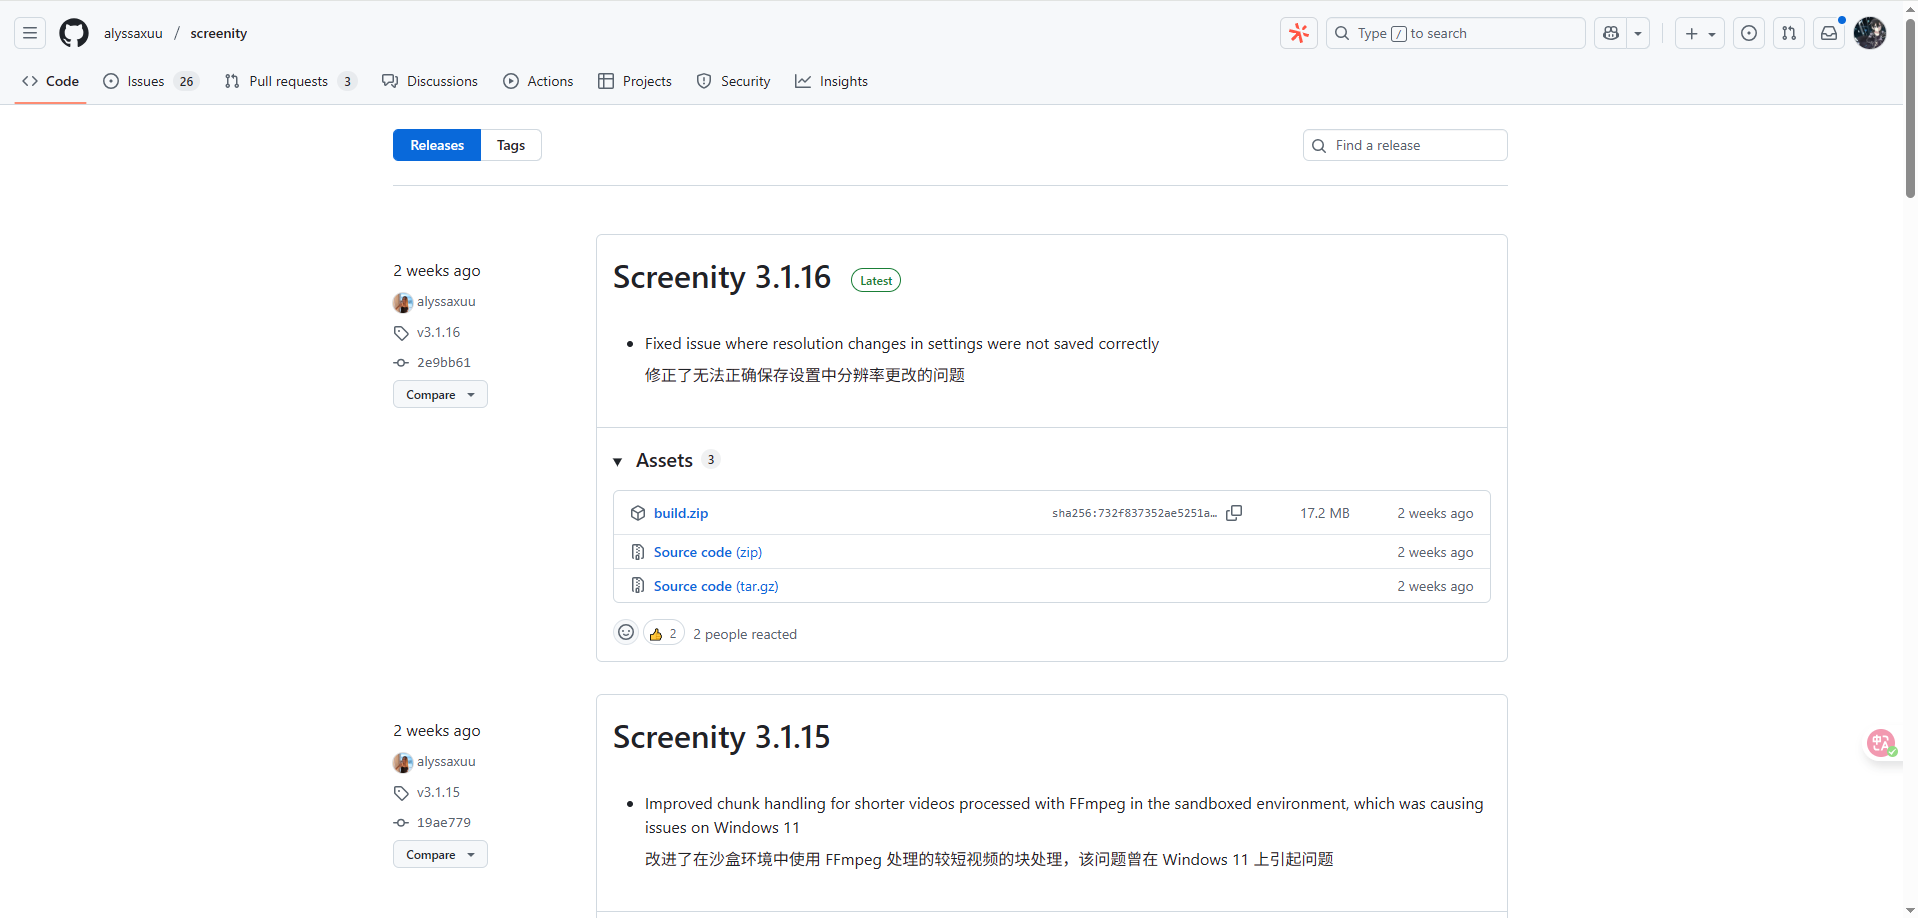 alyssaxuu / screenity
Type / to search
Code
Issues 26
Pull requests 3
Discussions
Actions
Projects
Security
Insights
Releases
Tags
Find a release
2 weeks ago
alyssaxuu
v3.1.16
2e9bb61
Compare
Screenity 3.1.16
Latest
Fixed issue where resolution changes in settings were not saved correctly
修正了无法正确保存设置中分辨率更改的问题
Assets 3
build.zip
sha256:732f837352ae5251a…
17.2 MB
2 weeks ago
Source code (zip)
2 weeks ago
Source code (tar.gz)
2 weeks ago
👍 2
2 people reacted
2 weeks ago
alyssaxuu
v3.1.15
19ae779
Compare
Screenity 3.1.15
Improved chunk handling for shorter videos processed with FFmpeg in the sandboxed environment, which was causing
issues on Windows 11
改进了在沙盒环境中使用 FFmpeg 处理的较短视频的块处理，该问题曾在 Windows 11 上引起问题
中A